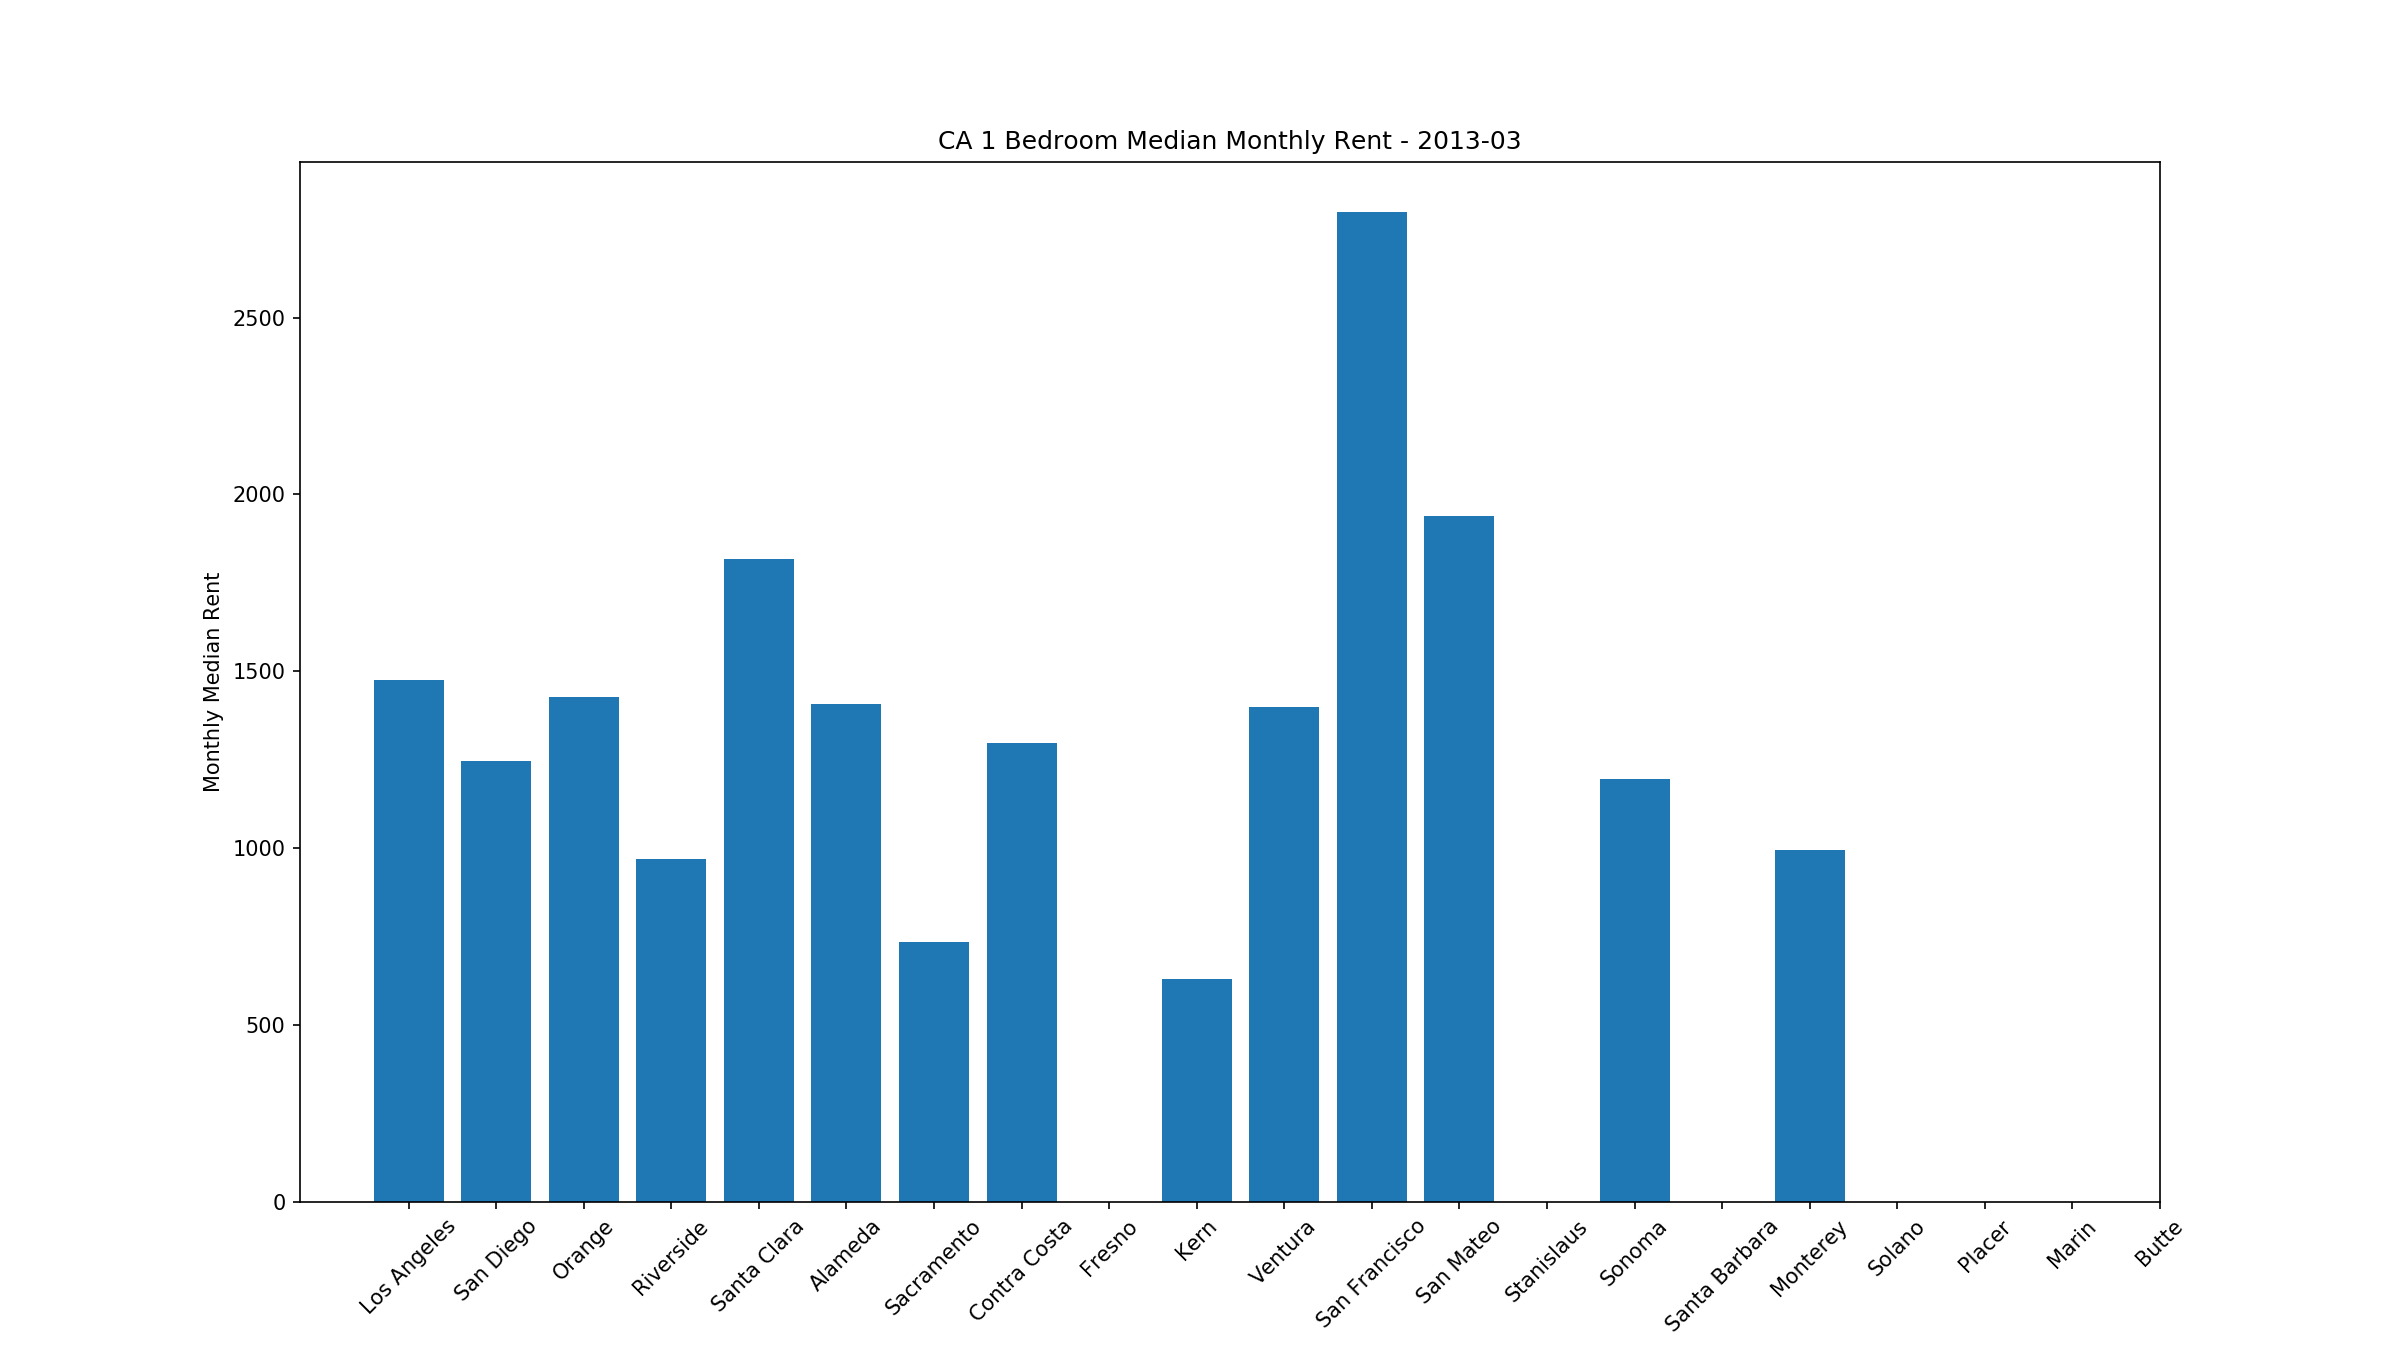 CA 1 Bedroom Median Monthly Rent - 2013-03
Monthly Median Rent
2500
2000
1500
1000
500
0
Los Angeles
San Diego
Orange
Riverside
Santa Clara
Alameda
Sacramento
Contra Costa
Fresno
Kern
Ventura
San Francisco
San Mateo
Stanislaus
Sonoma
Santa Barbara
Monterey
Solano
Placer
Marin
Butte